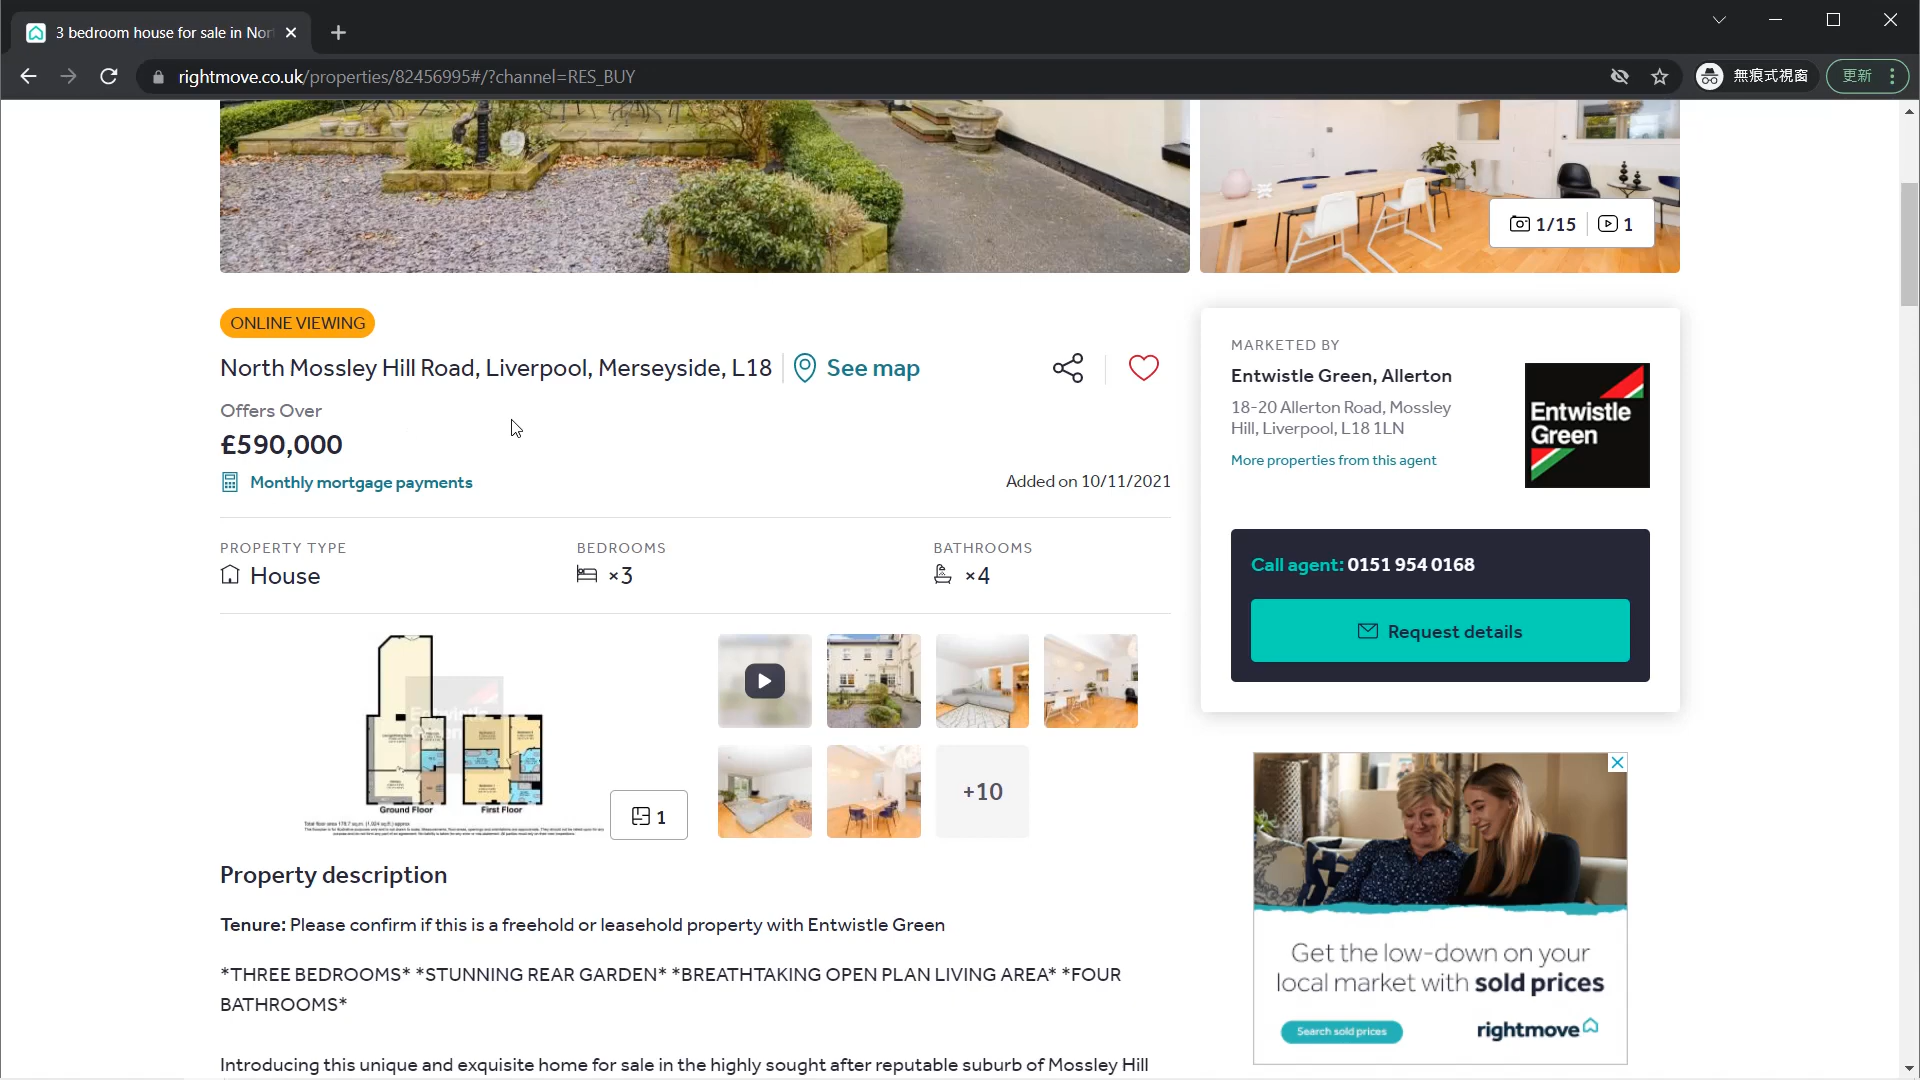 3 bedroom house for sale in Nor
rightmove.co.uk/properties/82456995#/?channel=RES_BUY
無痕式視窗
更新
1/15
1
ONLINE VIEWING
North Mossley Hill Road, Liverpool, Merseyside, L18
See map
Offers Over
£590,000
Monthly mortgage payments
Added on 10/11/2021
PROPERTY TYPE
House
BEDROOMS
×3
BATHROOMS
×4
MARKETED BY
Entwistle Green, Allerton
18-20 Allerton Road, Mossley
Hill, Liverpool, L18 1LN
More properties from this agent
Entwistle
Green
Call agent: 0151 954 0168
Request details
Ground Floor
First Floor
1
+10
Property description
Tenure: Please confirm if this is a freehold or leasehold property with Entwistle Green
*THREE BEDROOMS* *STUNNING REAR GARDEN* *BREATHTAKING OPEN PLAN LIVING AREA* *FOUR
BATHROOMS*
Introducing this unique and exquisite home for sale in the highly sought after reputable suburb of Mossley Hill
Get the low-down on your
local market with sold prices
Search sold prices
rightmove